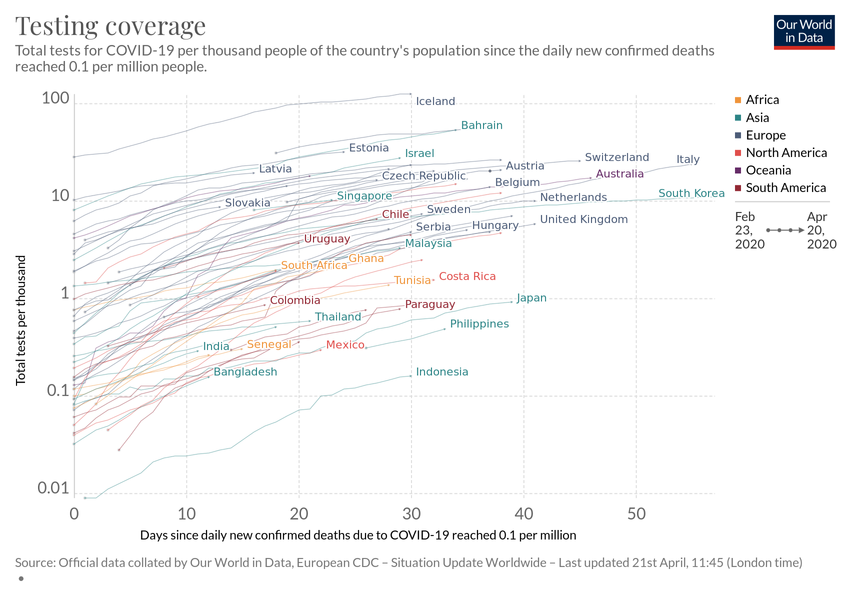 Testing coverage
Total tests for COVID-19 per thousand people of the country's population since the daily new confirmed deaths
reached 0.1 per million people.
Our World
in Data
100
10
1
0.1
0.01
Total tests per thousand
Iceland
Bahrain
Estonia
Israel
Latvia
Czech Republic
Austria
Switzerland
Italy
Australia
Belgium
Singapore
Slovakia
Netherlands
South Korea
Chile
Sweden
Serbia
Hungary
United Kingdom
Uruguay
Malaysia
South Africa
Ghana
Tunisia
Costa Rica
Colombia
Paraguay
Japan
Thailand
Philippines
India
Senegal
Mexico
Bangladesh
Indonesia
Africa
Asia
Europe
North America
Oceania
South America
Feb
23,
2020
Apr
20,
2020
0
10
20
30
40
50
Days since daily new confirmed deaths due to COVID-19 reached 0.1 per million
Source: Official data collated by Our World in Data, European CDC – Situation Update Worldwide – Last updated 21st April, 11:45 (London time)